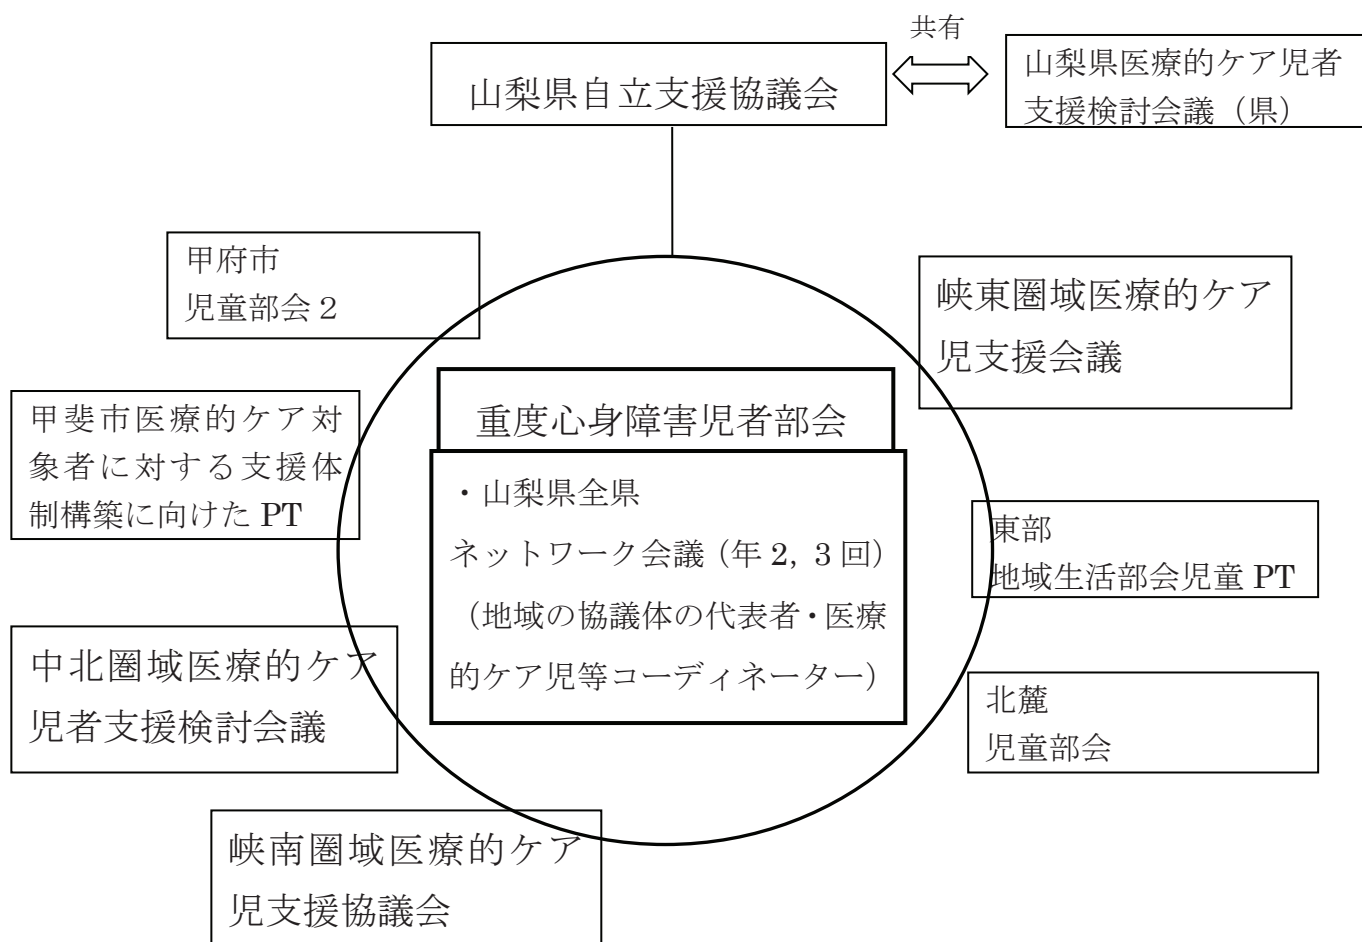 共有
山梨県自立支援協議会
山梨県医療的ケア児者
支援検討会議（県）
甲府市
児童部会２
峡東圏域医療的ケア
児支援会議
甲斐市医療的ケア対
象者に対する支援体
制構築に向けた PT
重度心身障害児者部会
・山梨県全県
ネットワーク会議（年 2, 3 回）
（地域の協議体の代表者・医療
的ケア児等コーディネーター）
東部
地域生活部会児童 PT
中北圏域医療的ケア
児者支援検討会議
北麓
児童部会
峡南圏域医療的ケア
児支援協議会